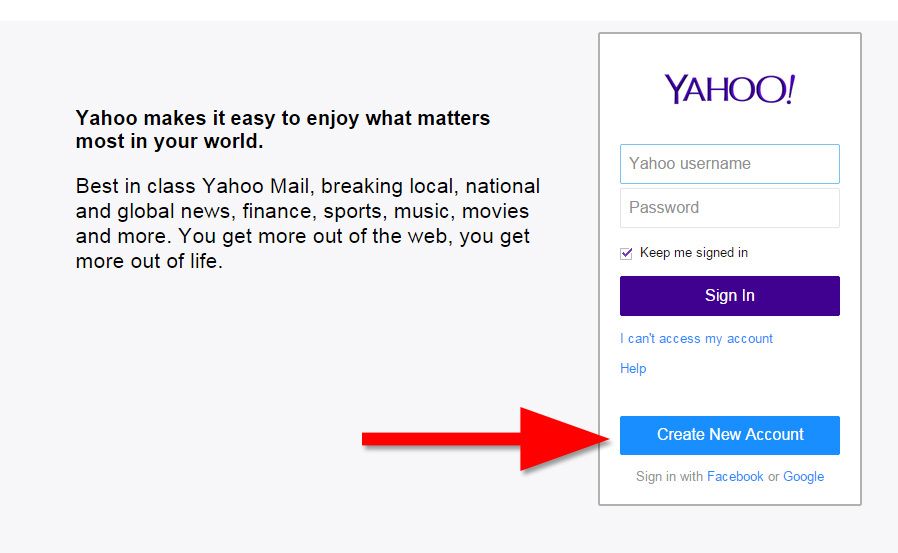 Yahoo makes it easy to enjoy what matters
most in your world.
Best in class Yahoo Mail, breaking local, national
and global news, finance, sports, music, movies
and more. You get more out of the web, you get
more out of life.
YAHOO!
Yahoo username
Password
Keep me signed in
Sign In
I can't access my account
Help
Create New Account
Sign in with Facebook or Google